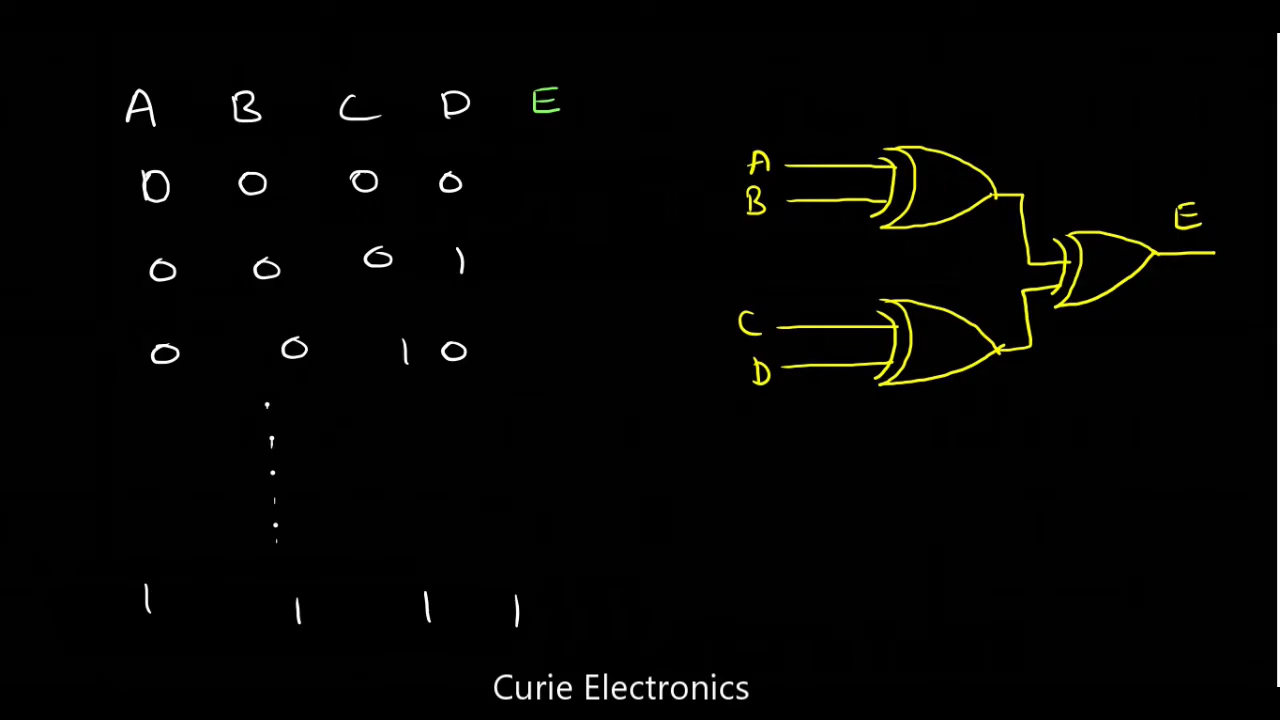 A B C D E
0 0 0 0
0 0 0 1
0 0 1 0
1 1 1 1
A
B
E
C
D
Curie Electronics